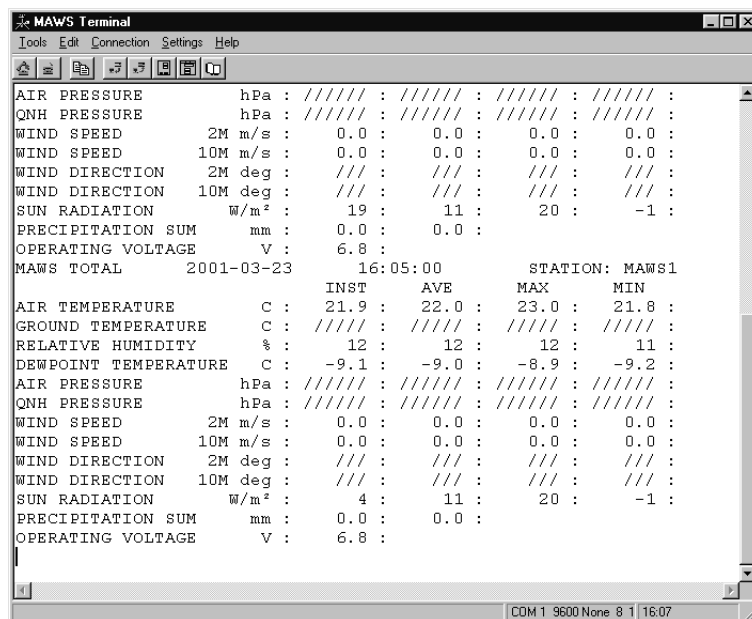 MAWS Terminal
Tools Edit Connection Settings Help
AIR PRESSURE hPa : ////// : ////// : ////// : ////// :
QNH PRESSURE hPa : ////// : ////// : ////// : ////// :
WIND SPEED 2M m/s : 0.0 : 0.0 : 0.0 : 0.0 :
WIND SPEED 10M m/s : 0.0 : 0.0 : 0.0 : 0.0 :
WIND DIRECTION 2M deg : /// : /// : /// : /// :
WIND DIRECTION 10M deg : /// : /// : /// : /// :
SUN RADIATION W/m² : 19 : 11 : 20 : -1 :
PRECIPITATION SUM mm : 0.0 : 0.0 :
OPERATING VOLTAGE V : 6.8 :
MAWS TOTAL 2001-03-23 16:05:00 STATION: MAWS1
INST AVE MAX MIN
AIR TEMPERATURE C : 21.9 : 22.0 : 23.0 : 21.8 :
GROUND TEMPERATURE C : ///// : ///// : ///// : ///// :
RELATIVE HUMIDITY % : 12 : 12 : 12 : 11 :
DEWPOINT TEMPERATURE C : -9.1 : -9.0 : -8.9 : -9.2 :
AIR PRESSURE hPa : ////// : ////// : ////// : ////// :
QNH PRESSURE hPa : ////// : ////// : ////// : ////// :
WIND SPEED 2M m/s : 0.0 : 0.0 : 0.0 : 0.0 :
WIND SPEED 10M m/s : 0.0 : 0.0 : 0.0 : 0.0 :
WIND DIRECTION 2M deg : /// : /// : /// : /// :
WIND DIRECTION 10M deg : /// : /// : /// : /// :
SUN RADIATION W/m² : 4 : 11 : 20 : -1 :
PRECIPITATION SUM mm : 0.0 : 0.0 :
OPERATING VOLTAGE V : 6.8 :
COM 1 9600 None 8 1 16:07